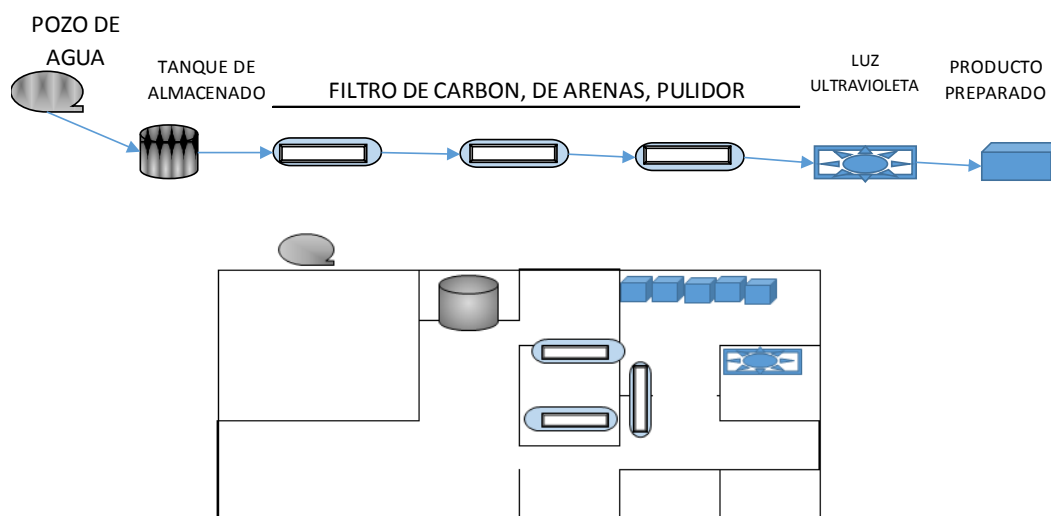 POZO DE
AGUA
TANQUE DE
ALMACENADO
FILTRO DE CARBON, DE ARENAS, PULIDOR
LUZ
ULTRAVIOLETA
PRODUCTO
PREPARADO